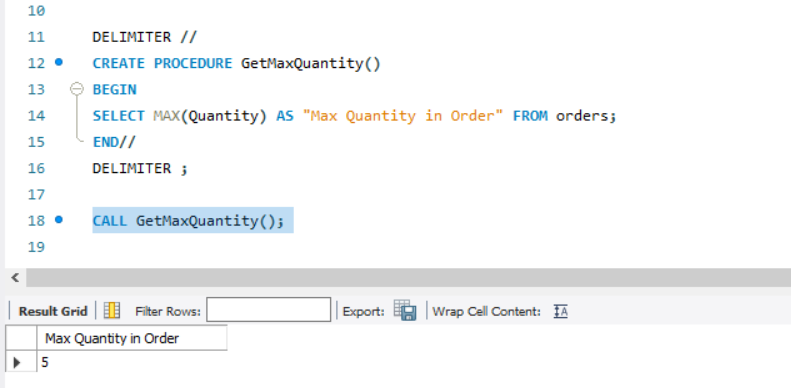 10
11 DELIMITER //
12 CREATE PROCEDURE GetMaxQuantity()
13 BEGIN
14 SELECT MAX(Quantity) AS "Max Quantity in Order" FROM orders;
15 END//
16 DELIMITER ;
17
18 CALL GetMaxQuantity();
19
Result Grid Filter Rows: Export: Wrap Cell Content: IA
Max Quantity in Order
5